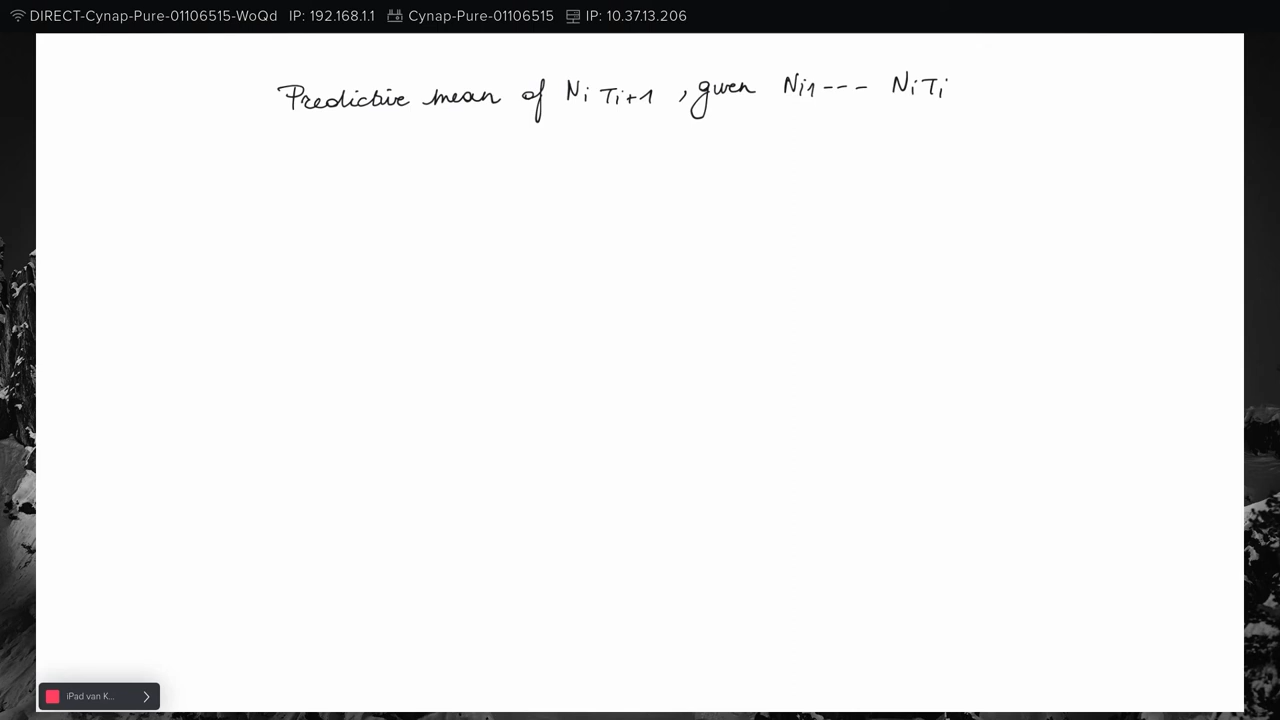 DIRECT-Cynap-Pure-01106515-WoQd IP: 192.168.1.1 Cynap-Pure-01106515 IP: 10.37.13.206
Predictive mean of Ni Ti+1 , given Ni1 --- NiTi
iPad van K...